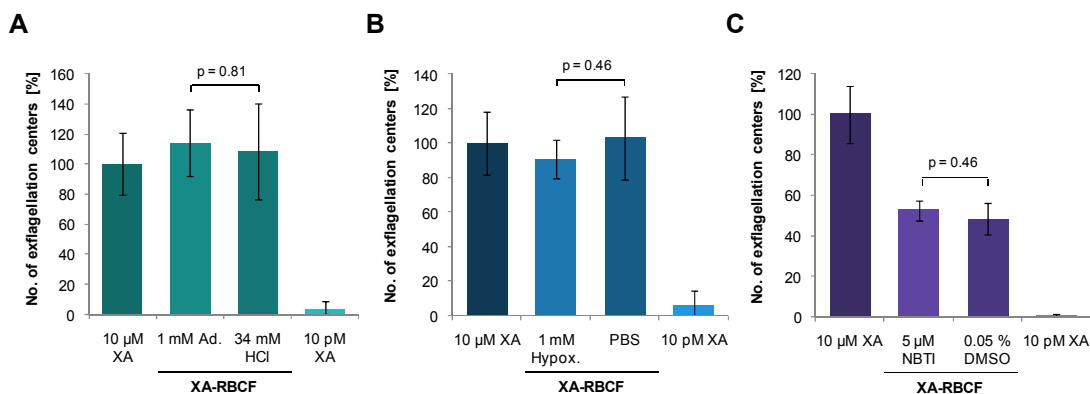 A
No. of exflagellation centers [%]
160
140
120
100
80
60
40
20
0
p = 0.81
10 µM XA
1 mM Ad.
34 mM HCl
10 pM XA
XA-RBCF
B
No. of exflagellation centers [%]
140
120
100
80
60
40
20
0
p = 0.46
10 µM XA
1 mM Hypox.
PBS
10 pM XA
XA-RBCF
C
No. of exflagellation centers [%]
120
100
80
60
40
20
0
p = 0.46
10 µM XA
5 µM NBTI
0.05 % DMSO
10 pM XA
XA-RBCF